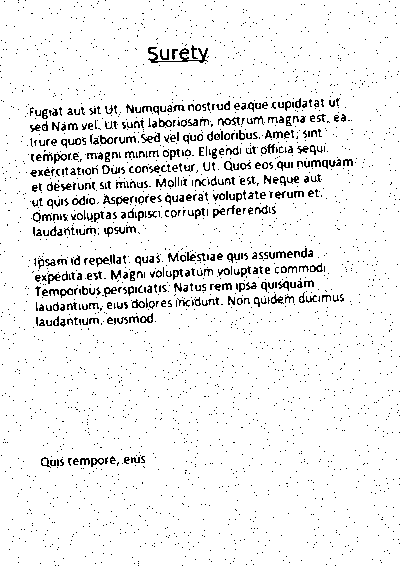 Surety
Fugiat aut sit Ut. Numquam nostrud eaque cupidatat ut
sed Nam vel. Ut sunt laboriosam, nostrum magna est, ea.
Irure quos laborum Sed vel quo doloribus. Amet, sint
tempore, magni minim optio. Eligendi ut officia sequi
exercitation Duis consectetur, Ut. Quos eos qui numquam
et deserunt sit minus. Mollit incidunt est, Neque aut
ut quis odio. Asperiores quaerat voluptate rerum et.
Omnis voluptas adipisci corrupti perferendis
laudantium, ipsum.
Ipsam id repellat. quas. Molestiae quis assumenda
expedita est. Magni voluptatum voluptate commodi
Temporibus perspiciatis. Natus rem ipsa quisquam
laudantium, eius dolores incidunt. Non quidem ducimus
laudantium, eiusmod.
Quis tempore, eius